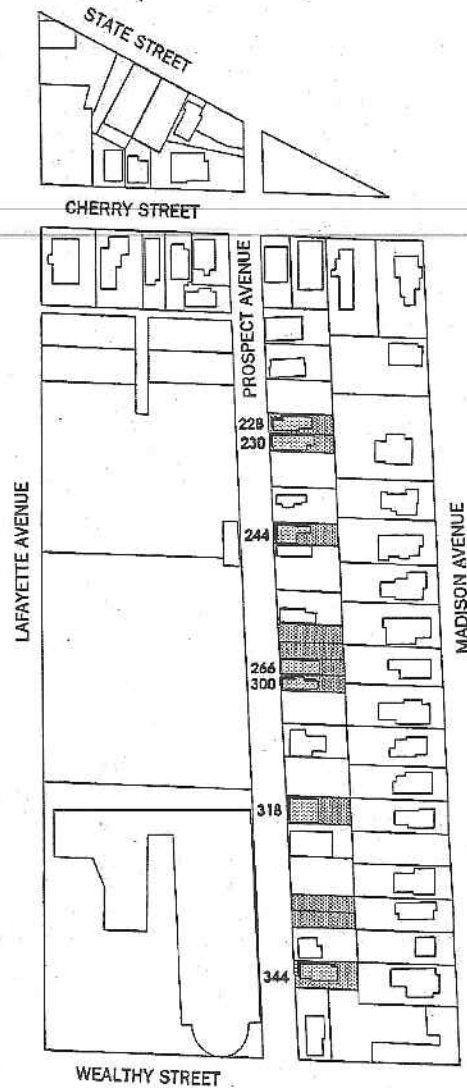 STATE STREET
CHERRY STREET
PROSPECT AVENUE
228
230
244
LAFAYETTE AVENUE
MADISON AVENUE
266
300
318
344
WEALTHY STREET